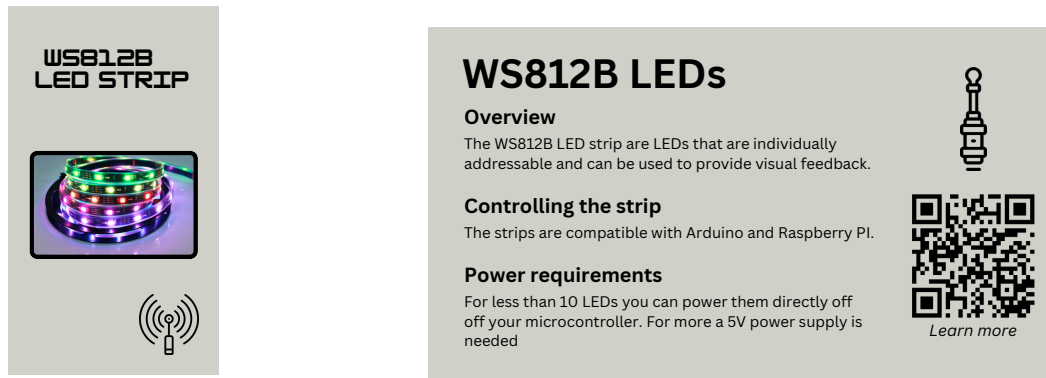 WS812B
LED STRIP
WS812B LEDs
Overview
The WS812B LED strip are LEDs that are individually
addressable and can be used to provide visual feedback.
Controlling the strip
The strips are compatible with Arduino and Raspberry PI.
Power requirements
For less than 10 LEDs you can power them directly off
off your microcontroller. For more a 5V power supply is
needed
Learn more